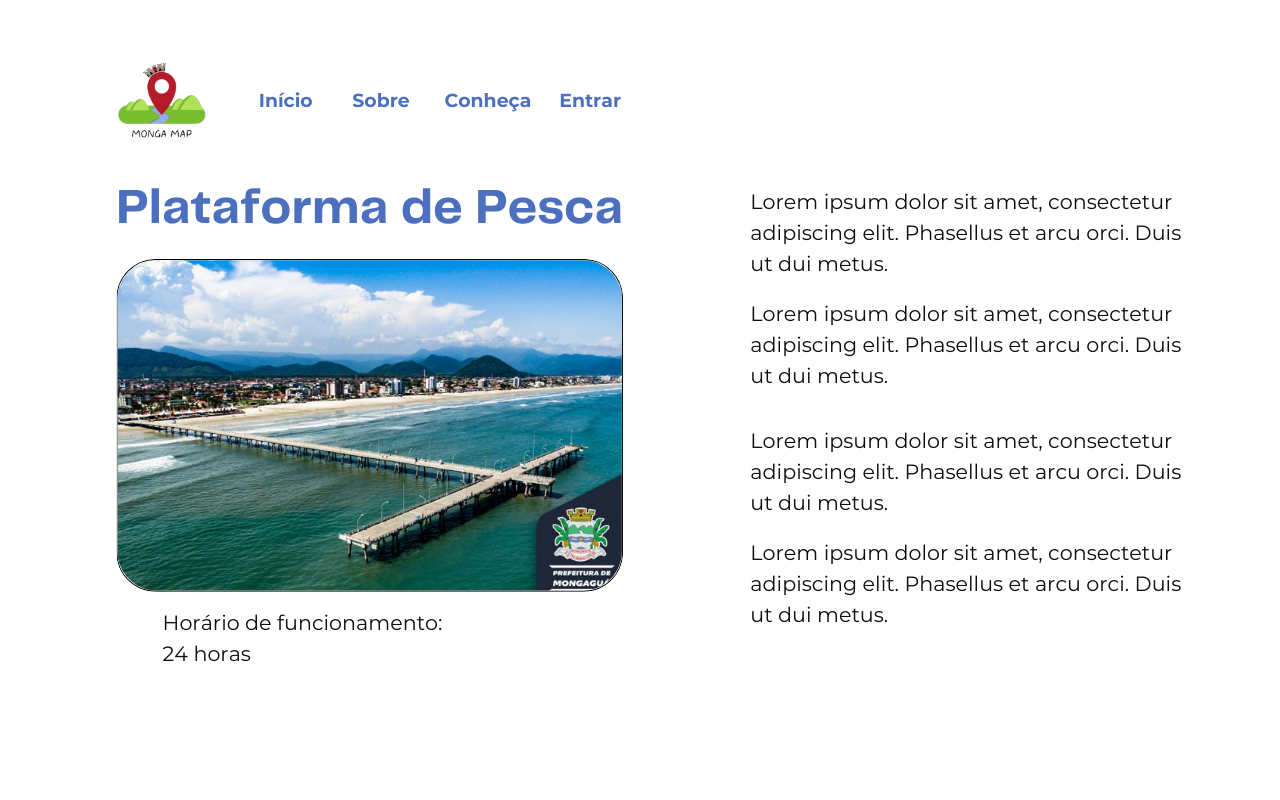 MONGA MAP
Início Sobre Conheça Entrar
Plataforma de Pesca
PREFEITURA DE
MONGAGUÁ
Horário de funcionamento:
24 horas
Lorem ipsum dolor sit amet, consectetur
adipiscing elit. Phasellus et arcu orci. Duis
ut dui metus.
Lorem ipsum dolor sit amet, consectetur
adipiscing elit. Phasellus et arcu orci. Duis
ut dui metus.
Lorem ipsum dolor sit amet, consectetur
adipiscing elit. Phasellus et arcu orci. Duis
ut dui metus.
Lorem ipsum dolor sit amet, consectetur
adipiscing elit. Phasellus et arcu orci. Duis
ut dui metus.